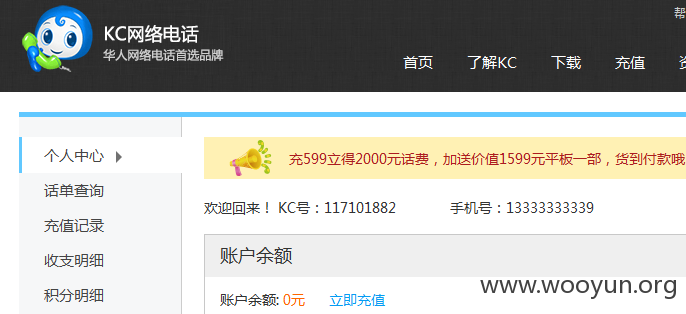 帮
KC网络电话
华人网络电话首选品牌
首页 了解KC 下载 充值
个人中心
话单查询
充值记录
收支明细
积分明细
充599立得2000元话费，加送价值1599元平板一部，货到付款哦
欢迎回来！ KC号：117101882 手机号：13333333339
账户余额
账户余额: 0元 立即充值
www.wooyun.org